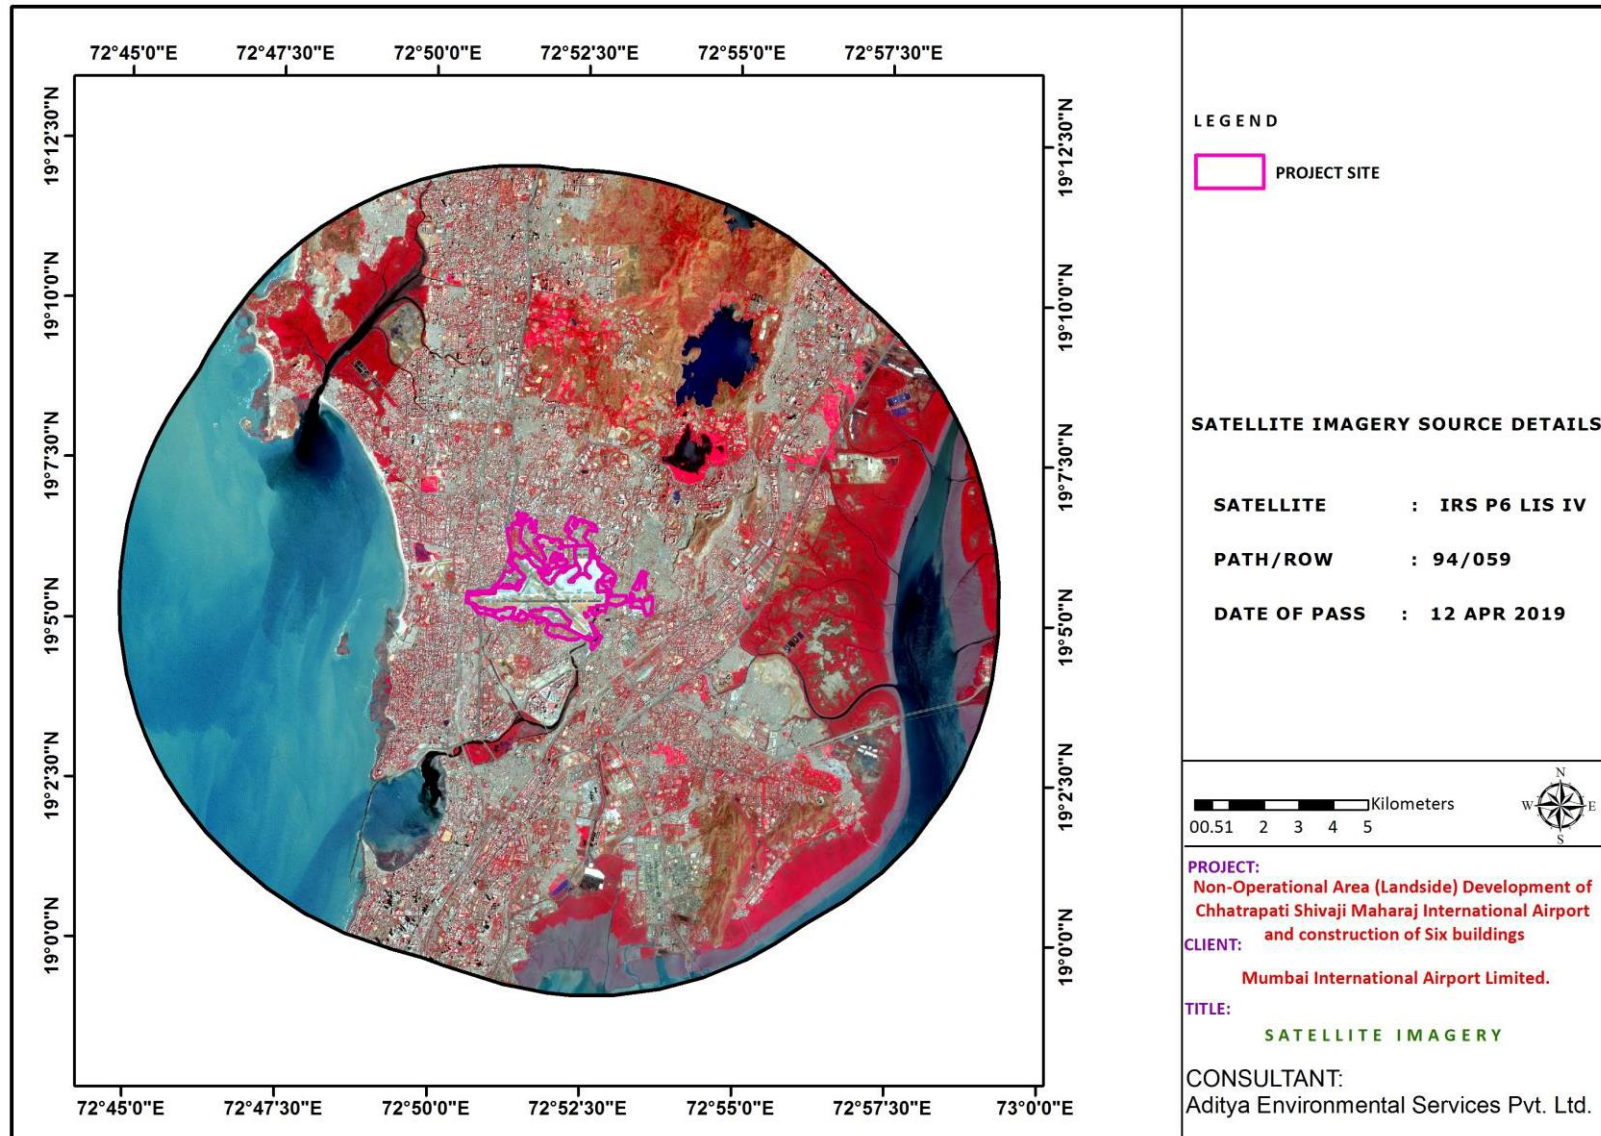 72°45'0"E 72°47'30"E 72°50'0"E 72°52'30"E 72°55'0"E 72°57'30"E
19°12'30"N
19°10'0"N
19°7'30"N
19°5'0"N
19°2'30"N
19°0'0"N
19°12'30"N
19°10'0"N
19°7'30"N
19°5'0"N
19°2'30"N
19°0'0"N
72°45'0"E 72°47'30"E 72°50'0"E 72°52'30"E 72°55'0"E 72°57'30"E 73°0'0"E
LEGEND
PROJECT SITE
SATELLITE IMAGERY SOURCE DETAILS
SATELLITE : IRS P6 LIS IV
PATH/ROW : 94/059
DATE OF PASS : 12 APR 2019
Kilometers
00.51 2 3 4 5
N
W E
S
PROJECT:
Non-Operational Area (Landside) Development of
Chhatrapati Shivaji Maharaj International Airport
and construction of Six buildings
CLIENT:
Mumbai International Airport Limited.
TITLE:
SATELLITE IMAGERY
CONSULTANT:
Aditya Environmental Services Pvt. Ltd.